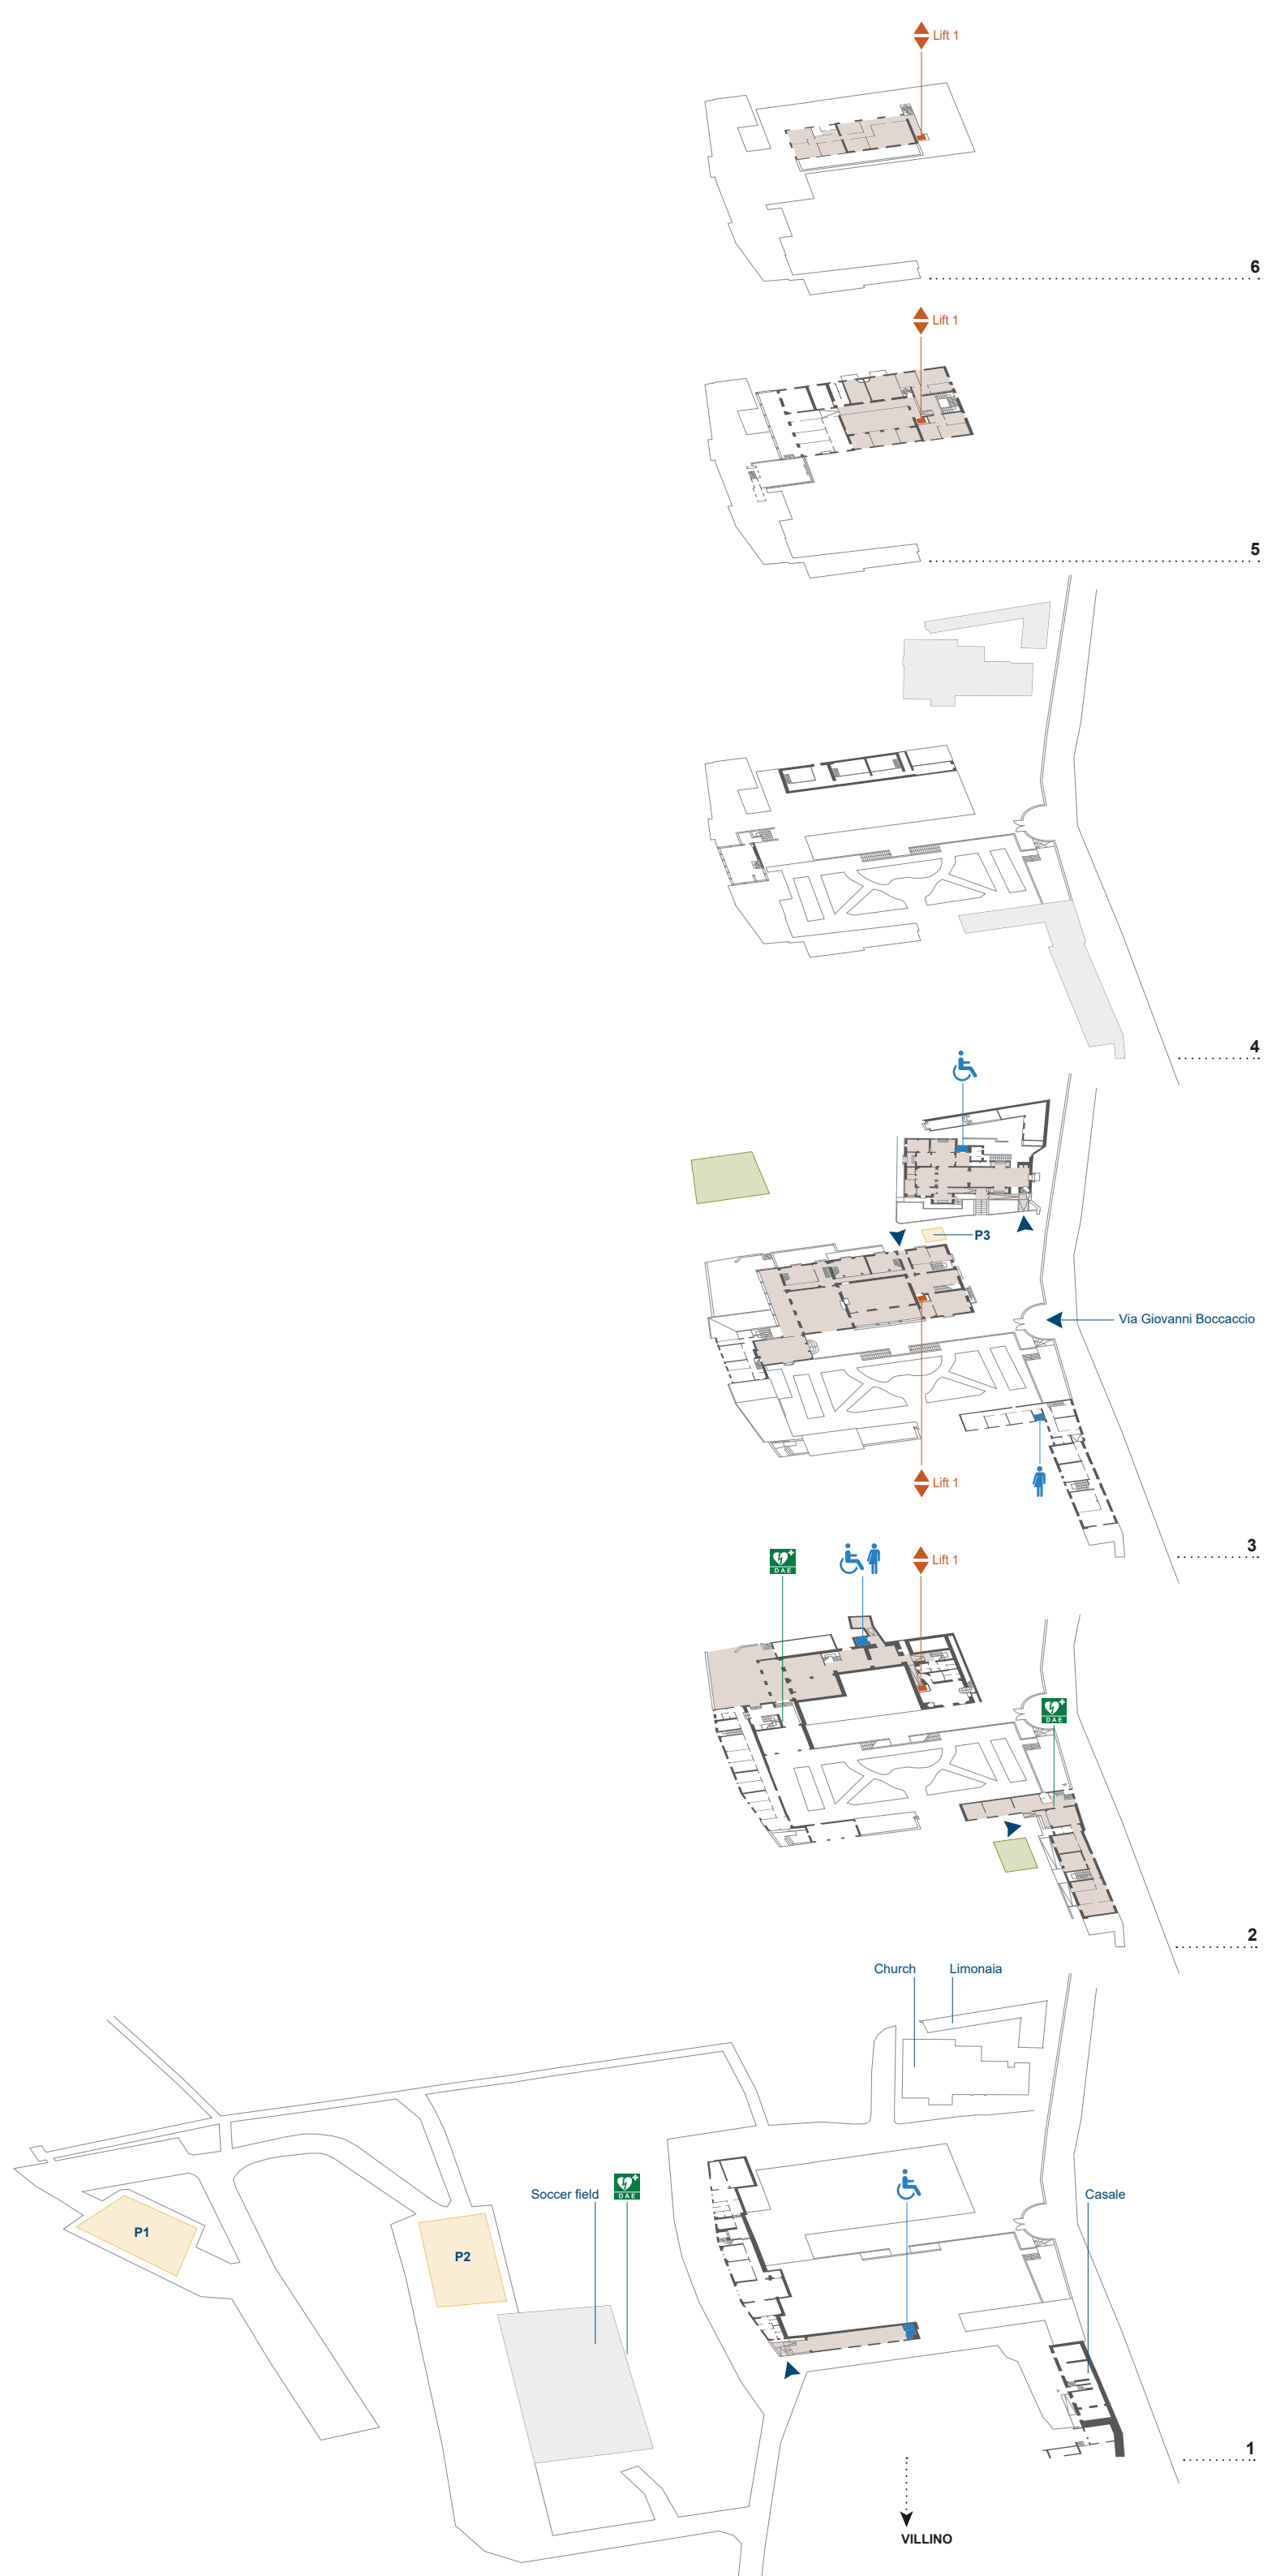 Lift 1
6
Lift 1
5
4
P3
Via Giovanni Boccaccio
Lift 1
3
DAE
Lift 1
DAE
2
Church
Limonaia
Soccer field
DAE
Casale
P1
P2
1
VILLINO